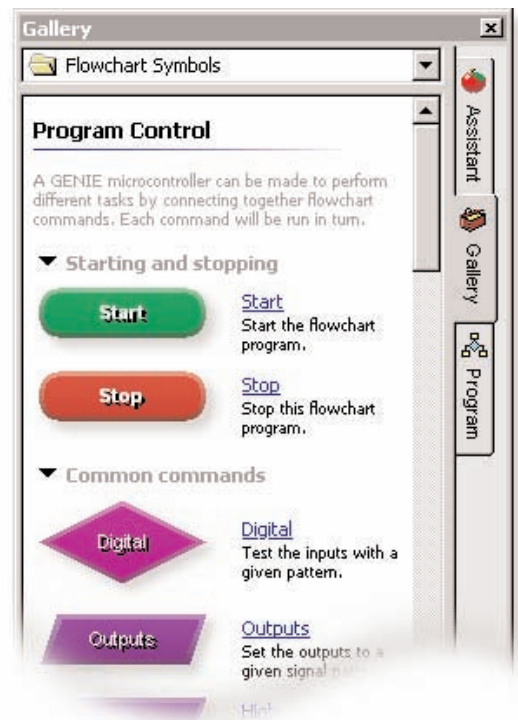 Gallery
Flowchart Symbols
Program Control
A GENIE microcontroller can be made to perform
different tasks by connecting together flowchart
commands. Each command will be run in turn.
Starting and stopping
Start
Start
Start the flowchart
program.
Stop
Stop
Stop this flowchart
program.
Common commands
Digital
Digital
Test the inputs with a
given pattern.
Outputs
Outputs
Set the outputs to a
given signal
High
Assistant
Gallery
Program